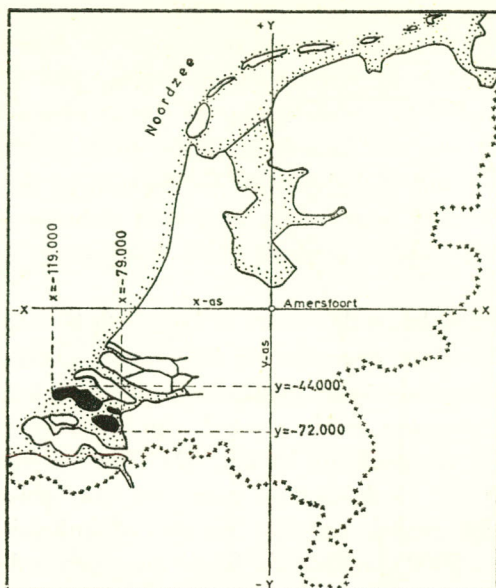 +Y
Noordzee
x=-119.000
x=-79.000
-X
x-as
Amersfoort
+X
y-as
y=-44.000
y=-72.000
-Y